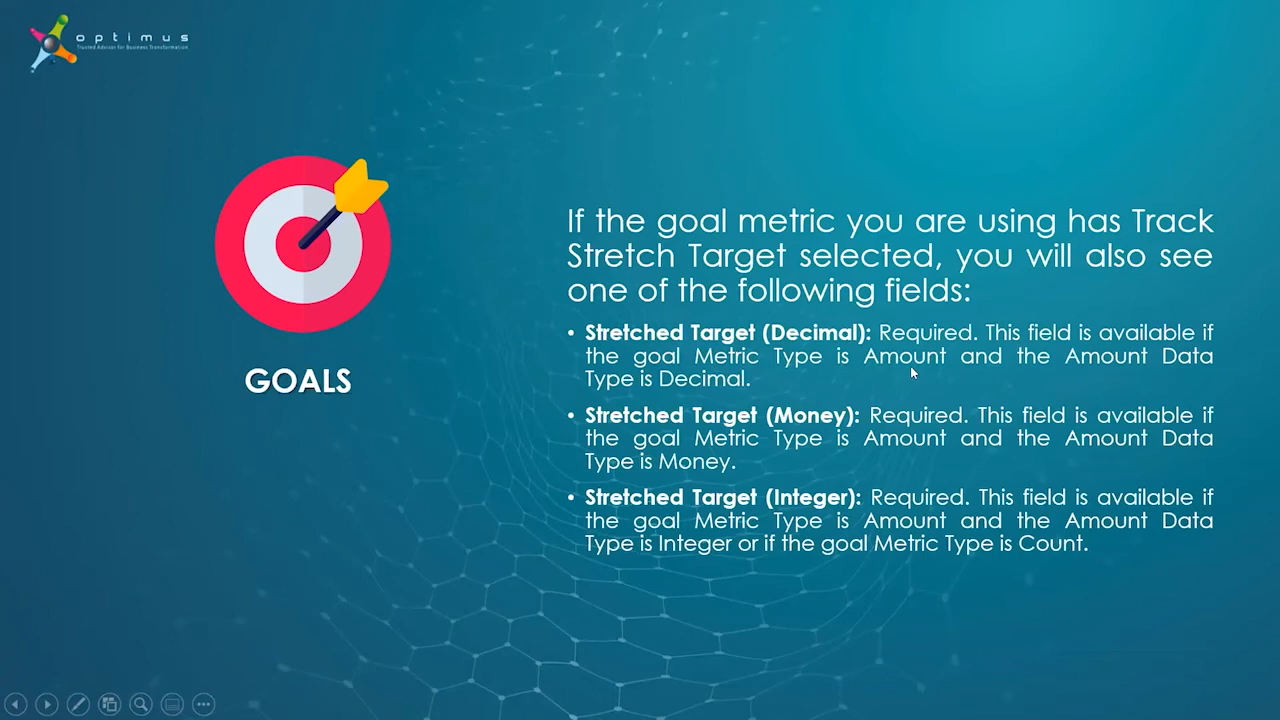 optimus
Trusted Advisor for Business Transformation
GOALS
If the goal metric you are using has Track
Stretch Target selected, you will also see
one of the following fields:
• Stretched Target (Decimal): Required. This field is available if
the goal Metric Type is Amount and the Amount Data
Type is Decimal.
• Stretched Target (Money): Required. This field is available if
the goal Metric Type is Amount and the Amount Data
Type is Money.
• Stretched Target (Integer): Required. This field is available if
the goal Metric Type is Amount and the Amount Data
Type is Integer or if the goal Metric Type is Count.